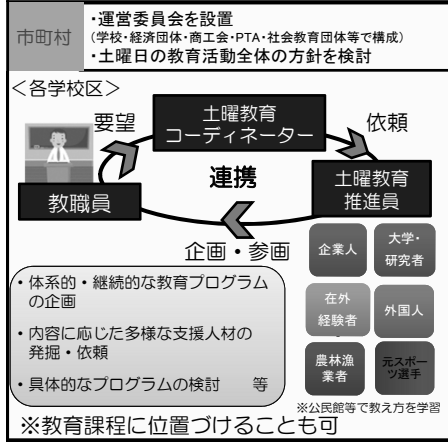 市町村
・運営委員会を設置
(学校・経済団体・商工会・PTA・社会教育団体等で構成)
・土曜日の教育活動全体の方針を検討
＜各学校区＞
要望
土曜教育
コーディネーター
依頼
連携
教職員
土曜教育
推進員
企画・参画
企業人
大学・
研究者
在外
経験者
外国人
農林漁
業者
元スポー
ツ選手
・体系的・継続的な教育プログラム
の企画
・内容に応じた多様な支援人材の
発掘・依頼
・具体的なプログラムの検討　等
※公民館等で教え方を学習
※教育課程に位置づけることも可